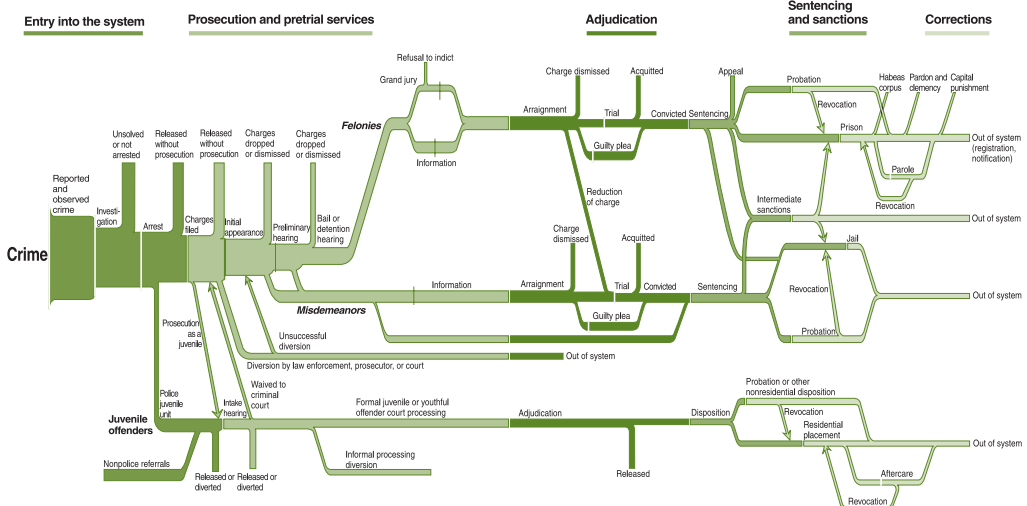 Entry into the system
Prosecution and pretrial services
Adjudication
Sentencing
and sanctions
Corrections
Refusal to indict
Grand jury
Felonies
Information
Charge dismissed
Acquitted
Arraignment
Trial
Convicted
Sentencing
Guilty plea
Reduction
of charge
Appeal
Probation
Revocation
Prison
Habeas
corpus
Pardon and
clemency
Capital
punishment
Out of system
(registration,
notification)
Parole
Revocation
Intermediate
sanctions
Out of system
Jail
Revocation
Probation
Out of system
Unsolved
or not
arrested
Released
without
prosecution
Released
without
prosecution
Charges
dropped
or dismissed
Charges
dropped
or dismissed
Reported
and
observed
crime
Investi-
gation
Arrest
Charges
filed
Initial
appearance
Preliminary
hearing
Bail or
detention
hearing
Crime
Charge
dismissed
Acquitted
Information
Arraignment
Trial
Convicted
Sentencing
Misdemeanors
Guilty plea
Unsuccessful
diversion
Diversion by law enforcement, prosecutor, or court
Out of system
Prosecution
as a
juvenile
Waived to
criminal
court
Police
juvenile
unit
Juvenile
offenders
Intake
hearing
Formal juvenile or youthful
offender court processing
Informal processing
diversion
Nonpolice referrals
Released or
diverted
Released or
diverted
Adjudication
Released
Disposition
Probation or other
nonresidential disposition
Revocation
Residential
placement
Out of system
Aftercare
Revocation